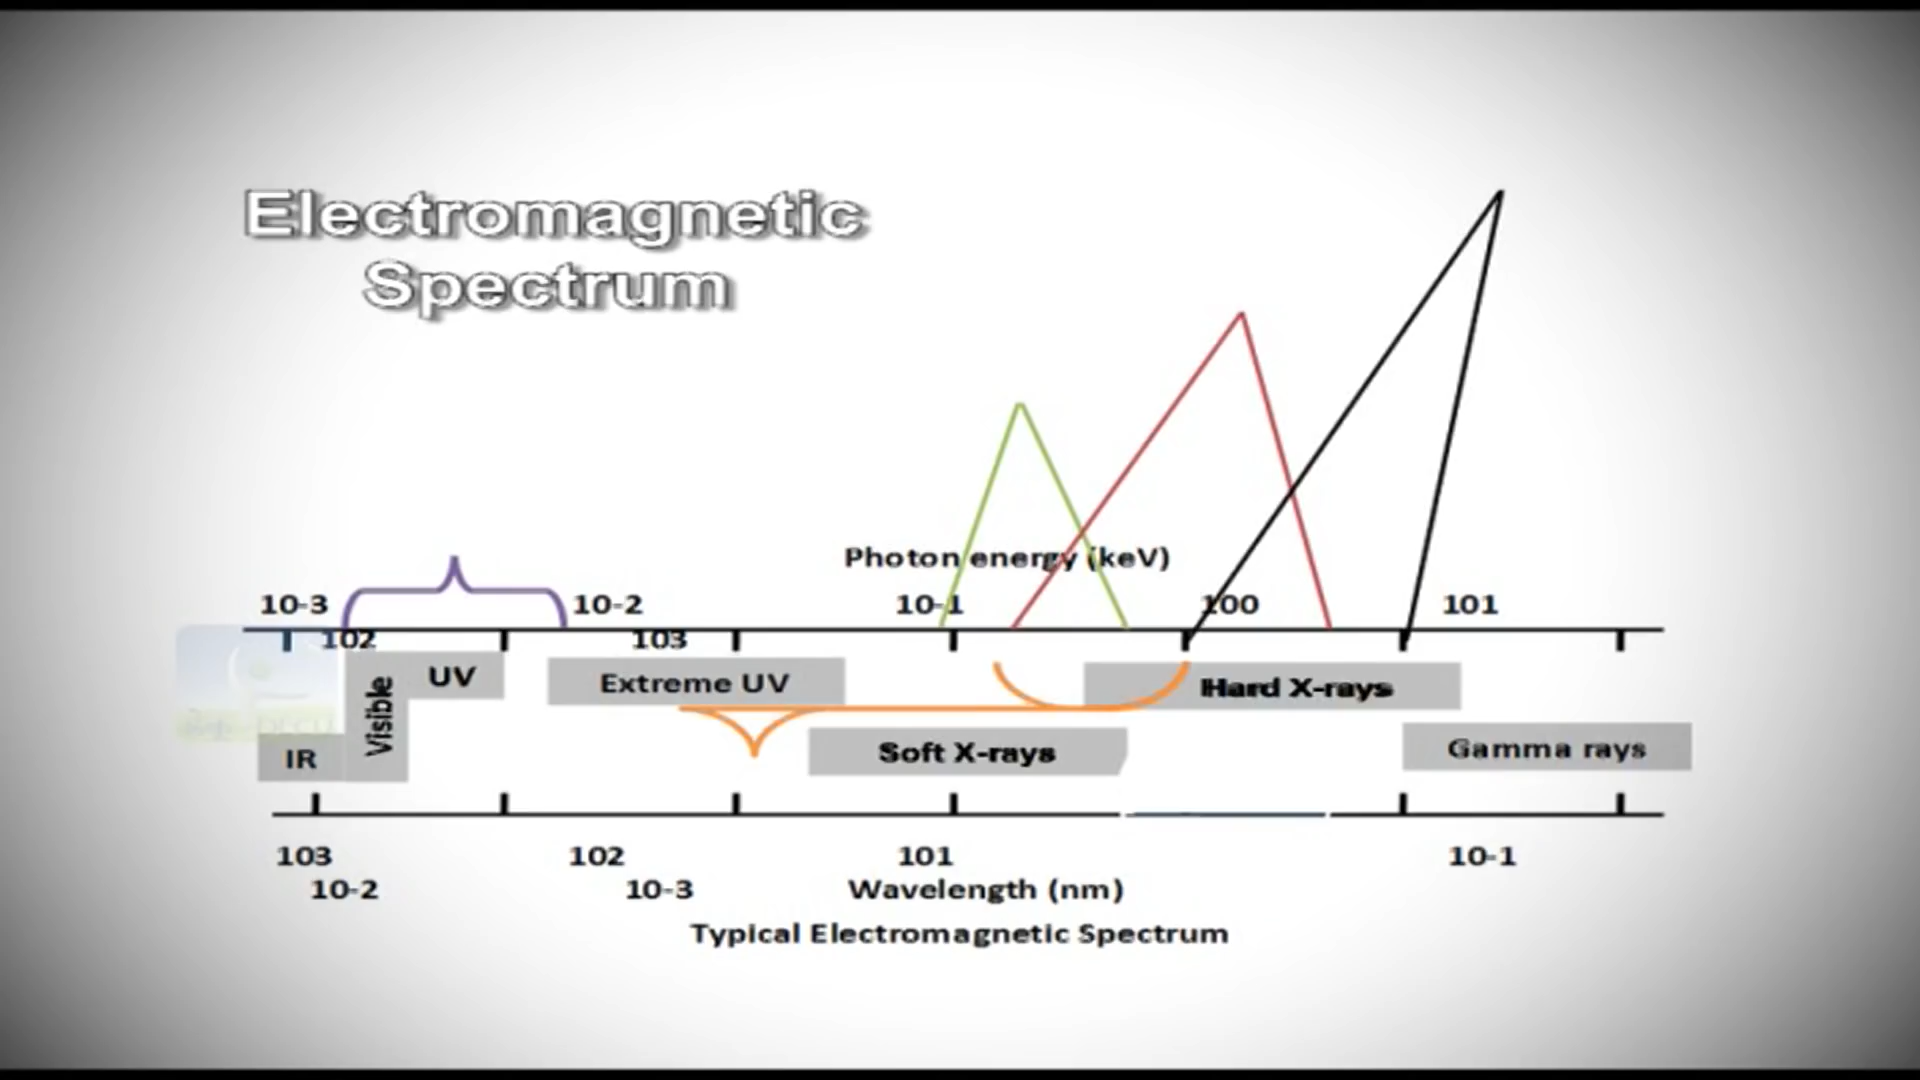 Electromagnetic
Spectrum
Photon energy (keV)
10-3 10-2 10-1 100 101
102 103
UV
Visible
Extreme UV
Hard X-rays
IR
Soft X-rays
Gamma rays
103 102 101 10-1
10-2 10-3 Wavelength (nm)
Typical Electromagnetic Spectrum